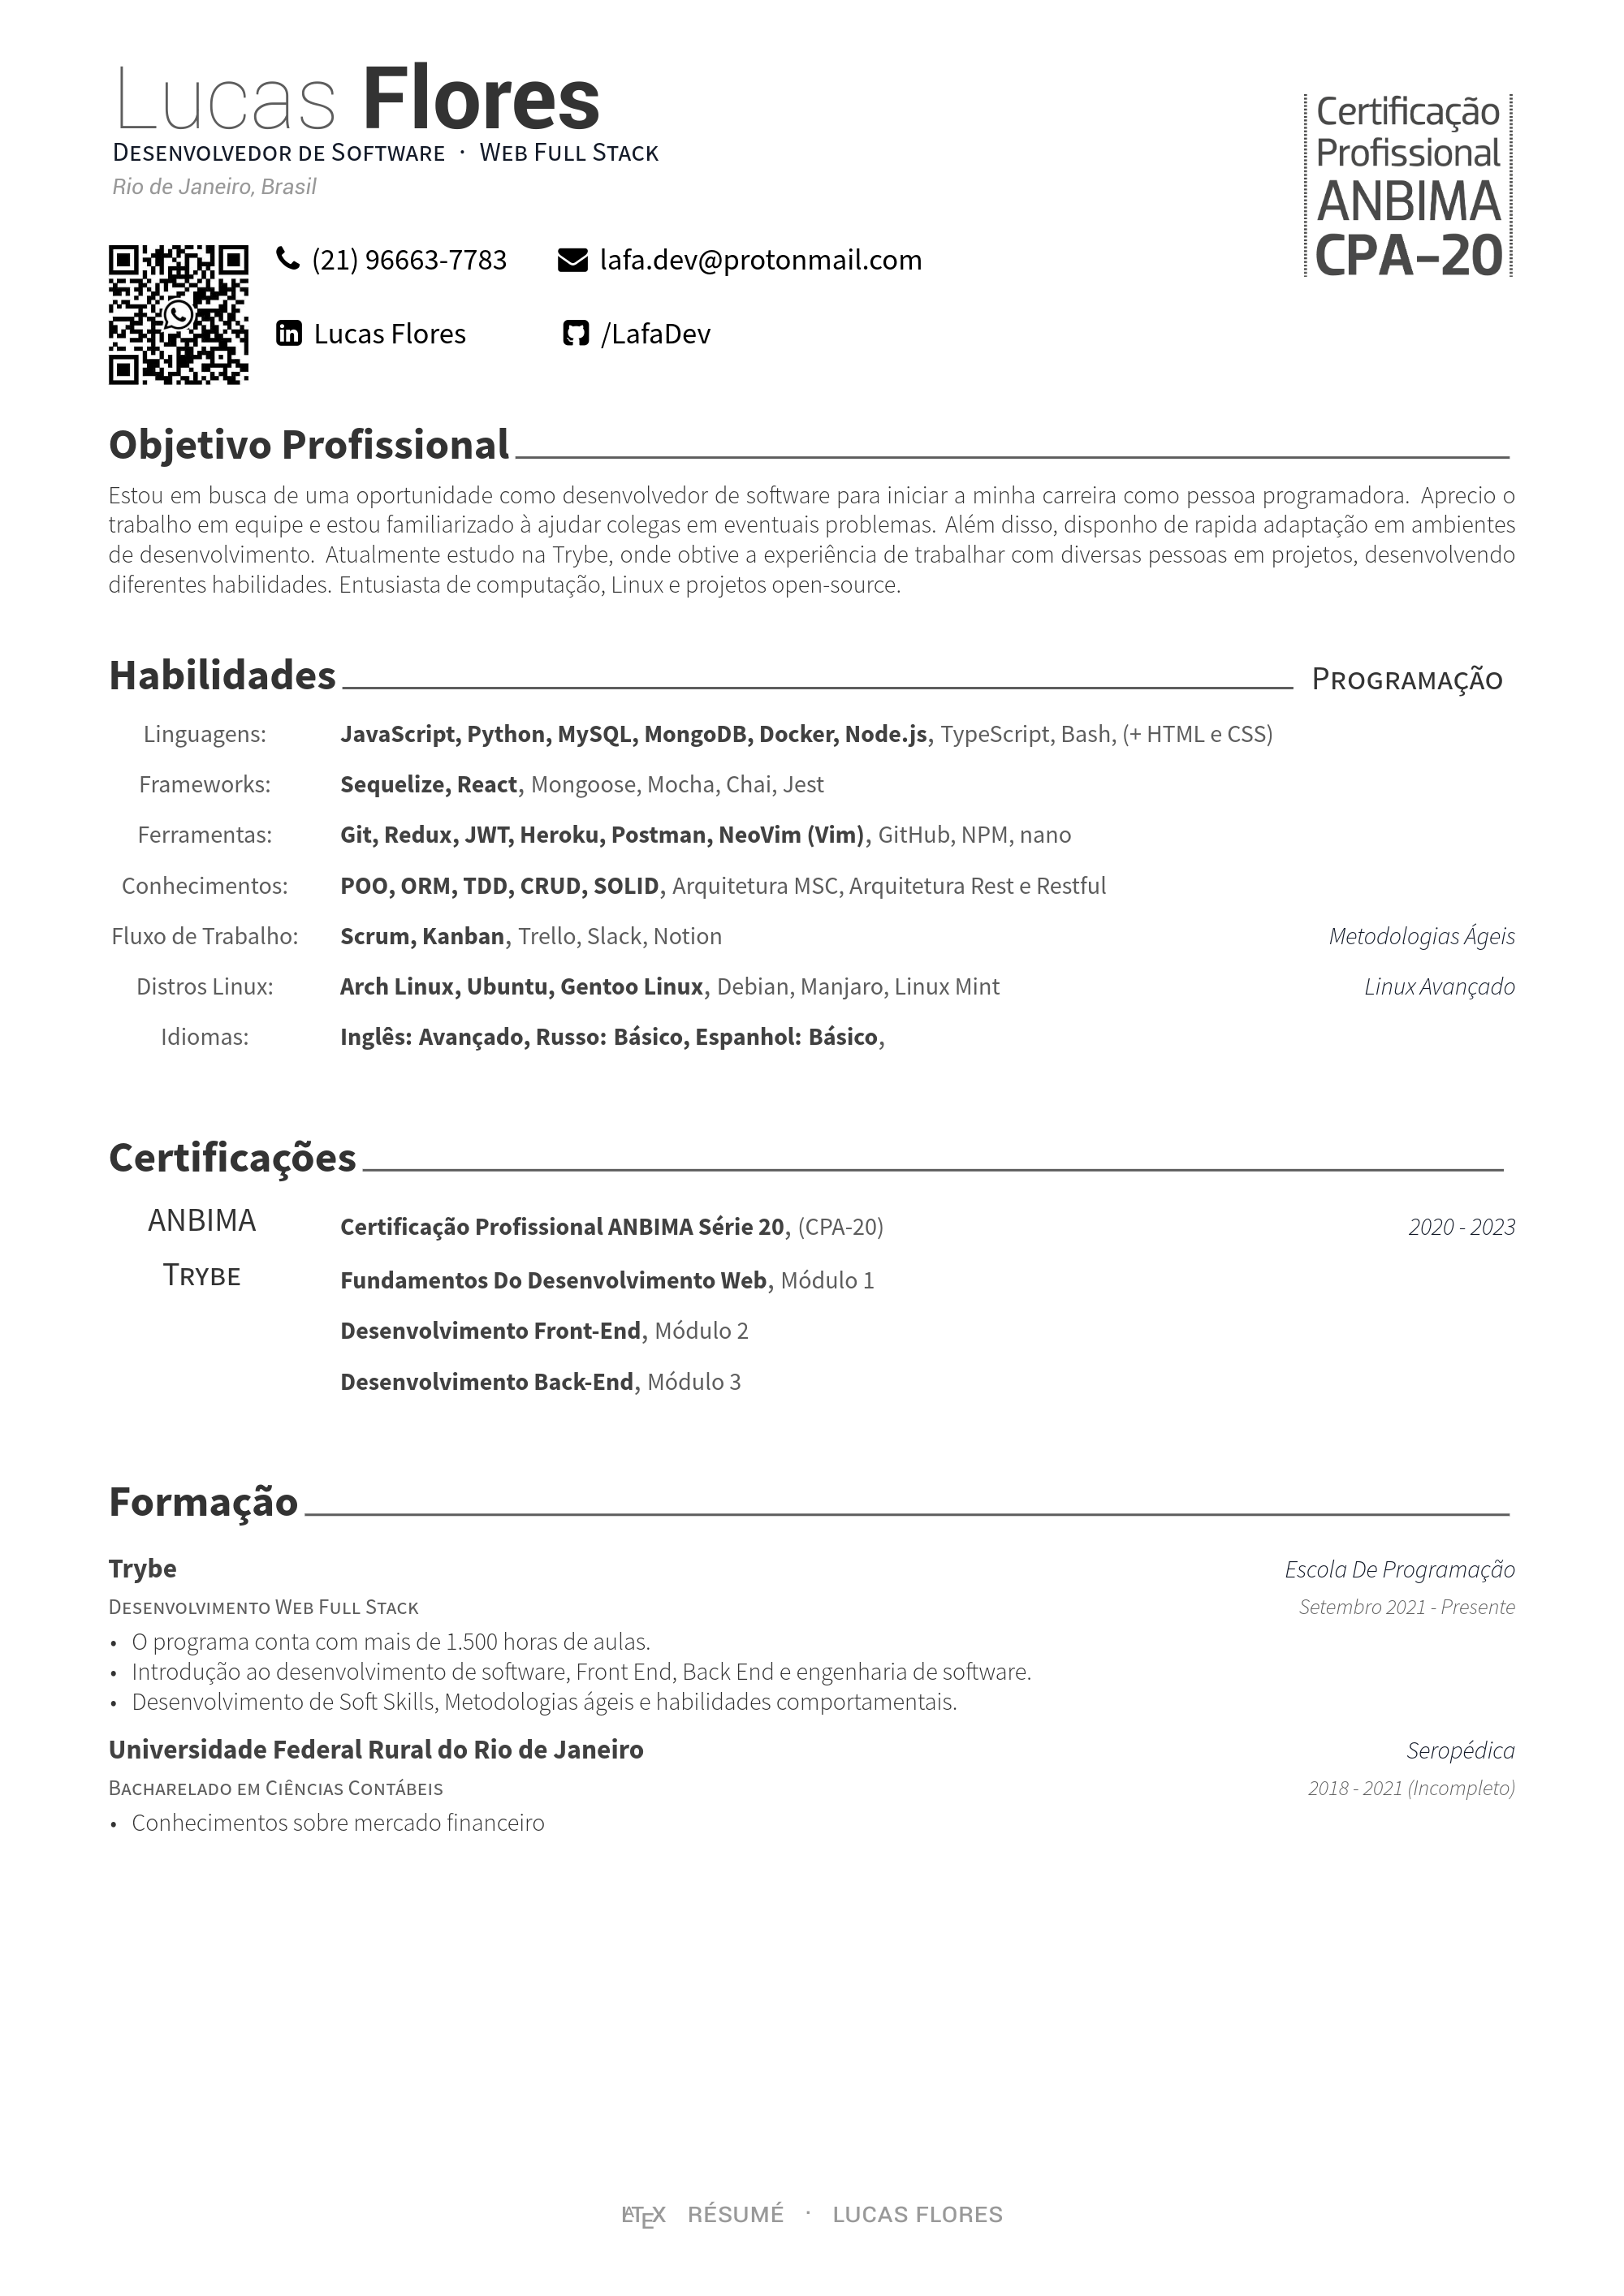 Lucas Flores
Desenvolvedor de Software · Web Full Stack
Rio de Janeiro, Brasil
Certificação
Profissional
ANBIMA
CPA-20
(21) 96663-7783 lafa.dev@protonmail.com
Lucas Flores /LafaDev
Objetivo Profissional
Estou em busca de uma oportunidade como desenvolvedor de software para iniciar a minha carreira como pessoa programadora. Aprecio o
trabalho em equipe e estou familiarizado à ajudar colegas em eventuais problemas. Além disso, disponho de rapida adaptação em ambientes
de desenvolvimento. Atualmente estudo na Trybe, onde obtive a experiência de trabalhar com diversas pessoas em projetos, desenvolvendo
diferentes habilidades. Entusiasta de computação, Linux e projetos open-source.
Habilidades Programação
Linguagens: JavaScript, Python, MySQL, MongoDB, Docker, Node.js, TypeScript, Bash, (+ HTML e CSS)
Frameworks: Sequelize, React, Mongoose, Mocha, Chai, Jest
Ferramentas: Git, Redux, JWT, Heroku, Postman, NeoVim (Vim), GitHub, NPM, nano
Conhecimentos: POO, ORM, TDD, CRUD, SOLID, Arquitetura MSC, Arquitetura Rest e Restful
Fluxo de Trabalho: Scrum, Kanban, Trello, Slack, Notion Metodologias Ágeis
Distros Linux: Arch Linux, Ubuntu, Gentoo Linux, Debian, Manjaro, Linux Mint Linux Avançado
Idiomas: Inglês: Avançado, Russo: Básico, Espanhol: Básico,
Certificações
ANBIMA Certificação Profissional ANBIMA Série 20, (CPA-20) 2020 - 2023
Trybe Fundamentos Do Desenvolvimento Web, Módulo 1
Desenvolvimento Front-End, Módulo 2
Desenvolvimento Back-End, Módulo 3
Formação
Trybe Escola De Programação
Desenvolvimento Web Full Stack Setembro 2021 - Presente
• O programa conta com mais de 1.500 horas de aulas.
• Introdução ao desenvolvimento de software, Front End, Back End e engenharia de software.
• Desenvolvimento de Soft Skills, Metodologias ágeis e habilidades comportamentais.
Universidade Federal Rural do Rio de Janeiro Seropédica
Bacharelado em Ciências Contábeis 2018 - 2021 (Incompleto)
• Conhecimentos sobre mercado financeiro
LATEX RÉSUMÉ · LUCAS FLORES